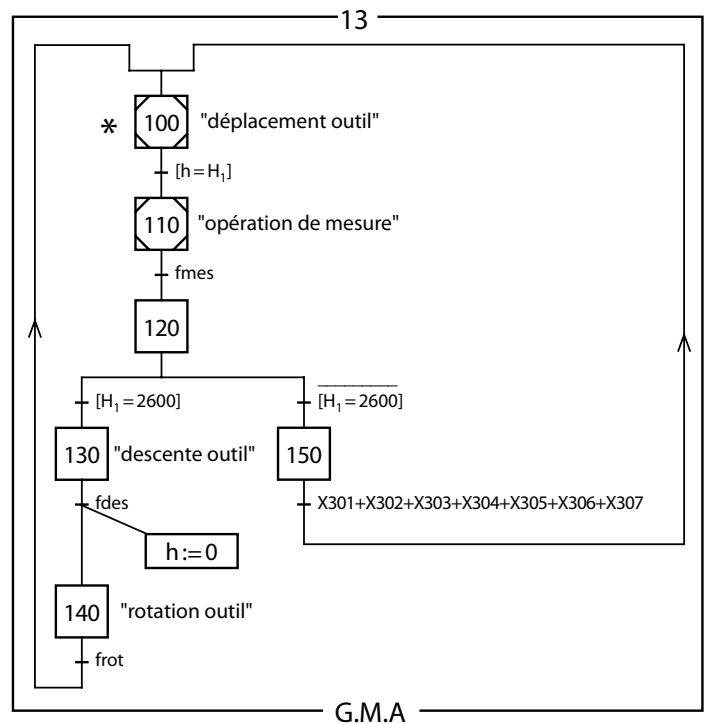 13
* 100 "déplacement outil"
[h = H₁]
110 "opération de mesure"
fmes
120
[H₁ = 2600] [H₁ = 2600]
130 "descente outil" 150
fdes X301+X302+X303+X304+X305+X306+X307
h := 0
140 "rotation outil"
frot
G.M.A